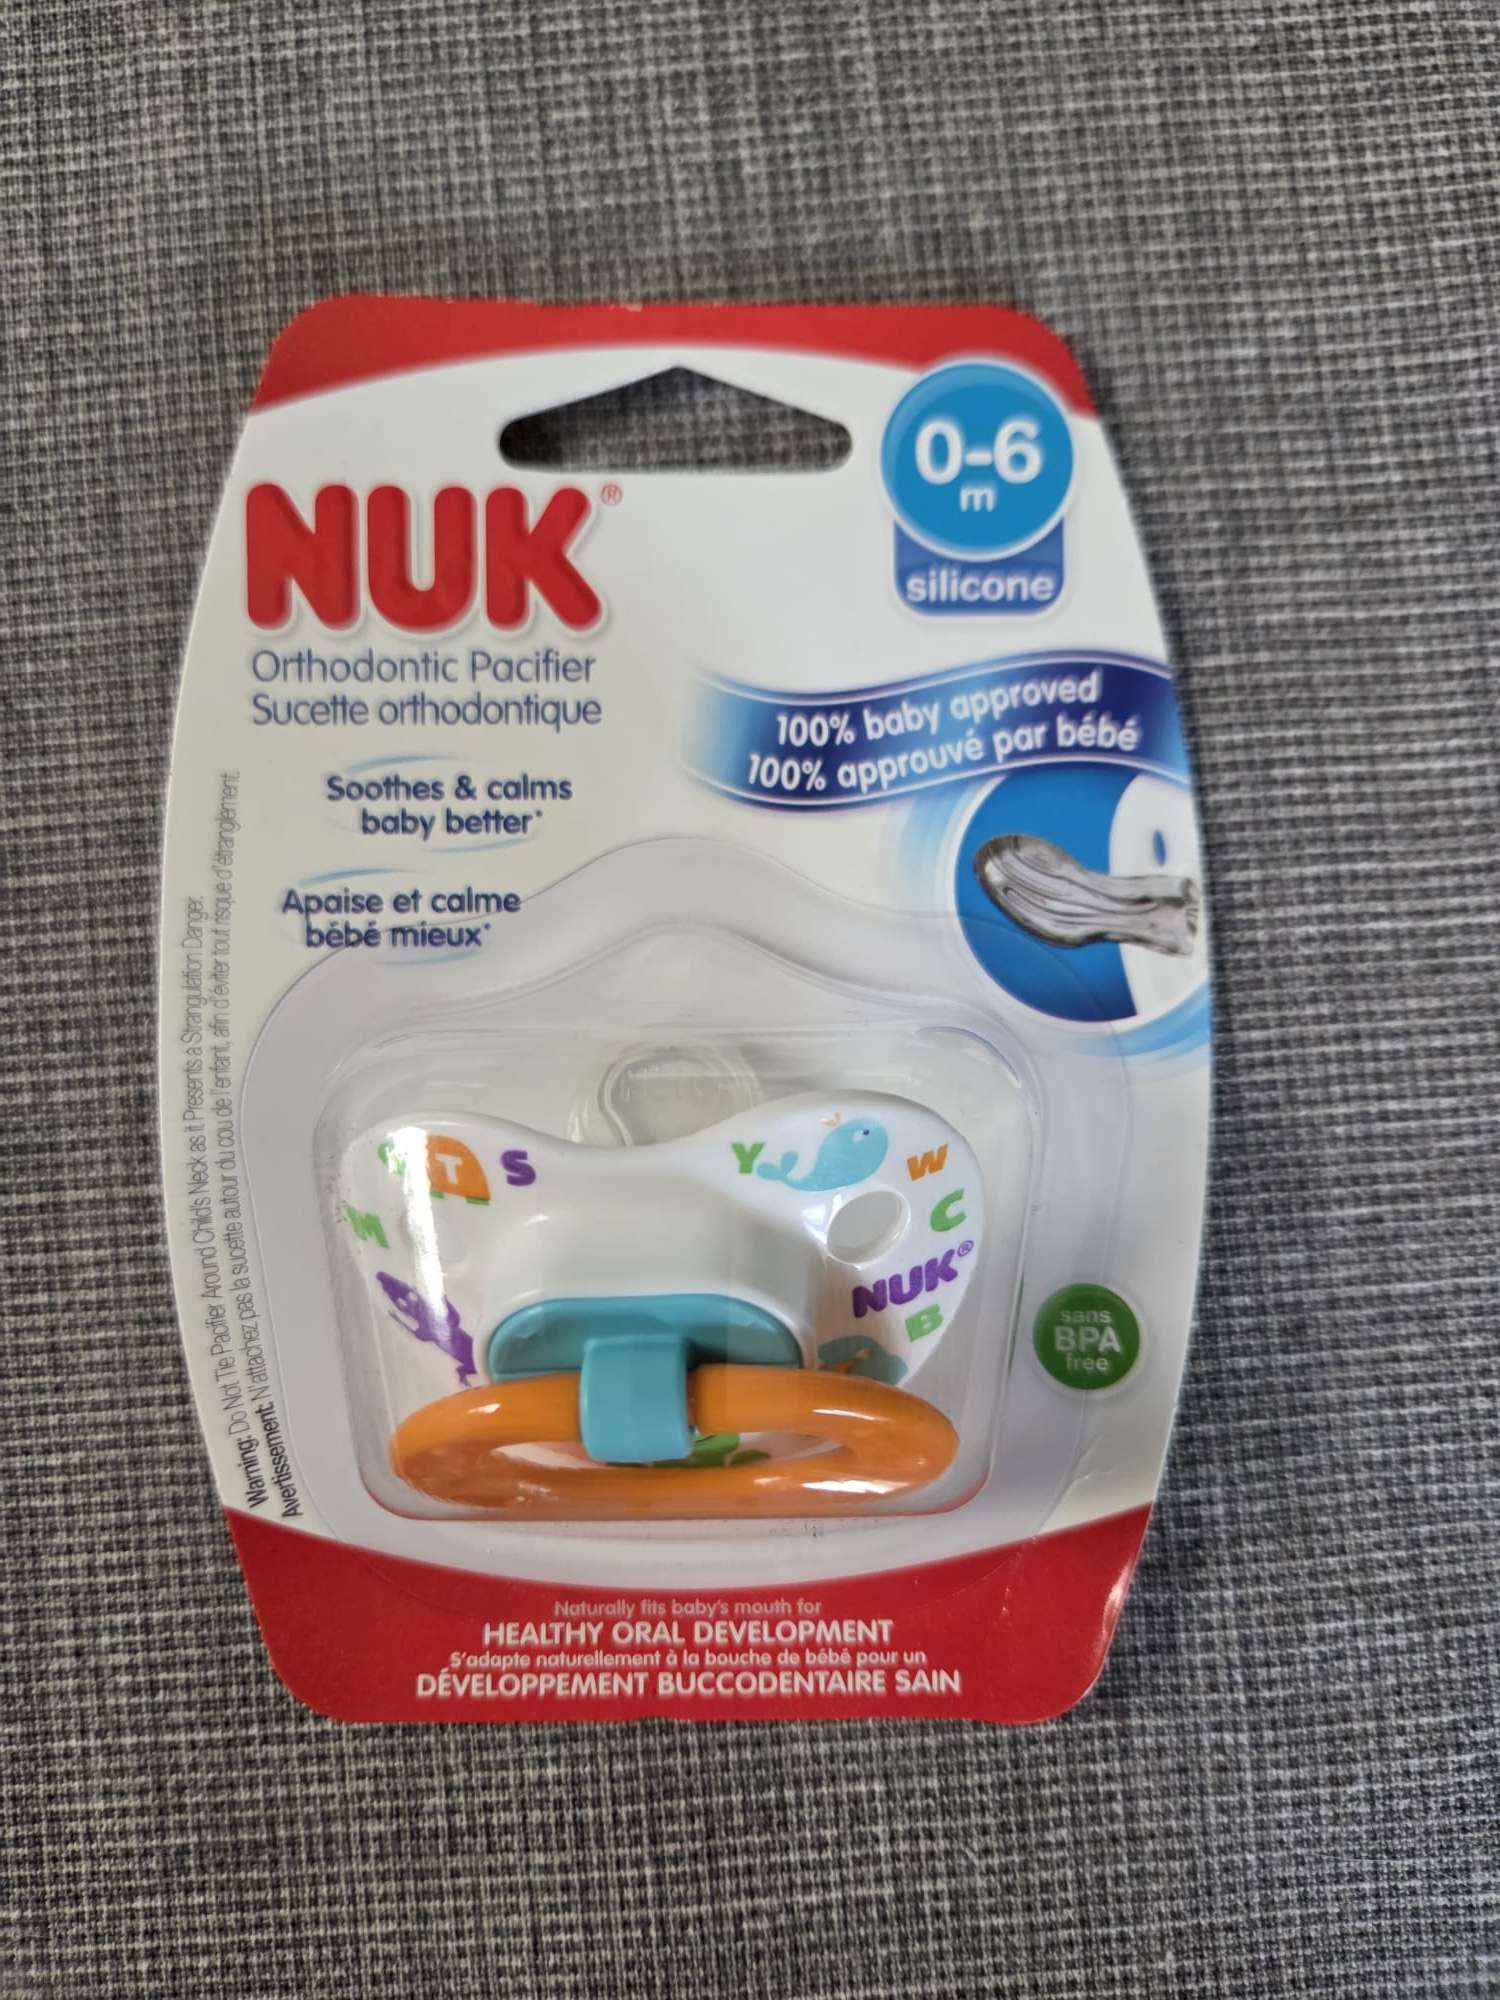 0-6
m
silicone
NUK®
Orthodontic Pacifier
Sucette orthodontique
100% baby approved
100% approuvé par bébé
Soothes & calms
baby better*
Apaise et calme
bébé mieux*
Warning: Do Not Tie Pacifier Around Child's Neck as it Presents a Strangulation Danger.
Avertissement: N'attachez pas la sucette autour du cou de l'enfant, afin d'éviter tout risque d'étranglement.
T S Y W
M C
NUK®
B
sans
BPA
free
Naturally fits baby's mouth for
HEALTHY ORAL DEVELOPMENT
S'adapte naturellement à la bouche de bébé pour un
DÉVELOPPEMENT BUCCODENTAIRE SAIN